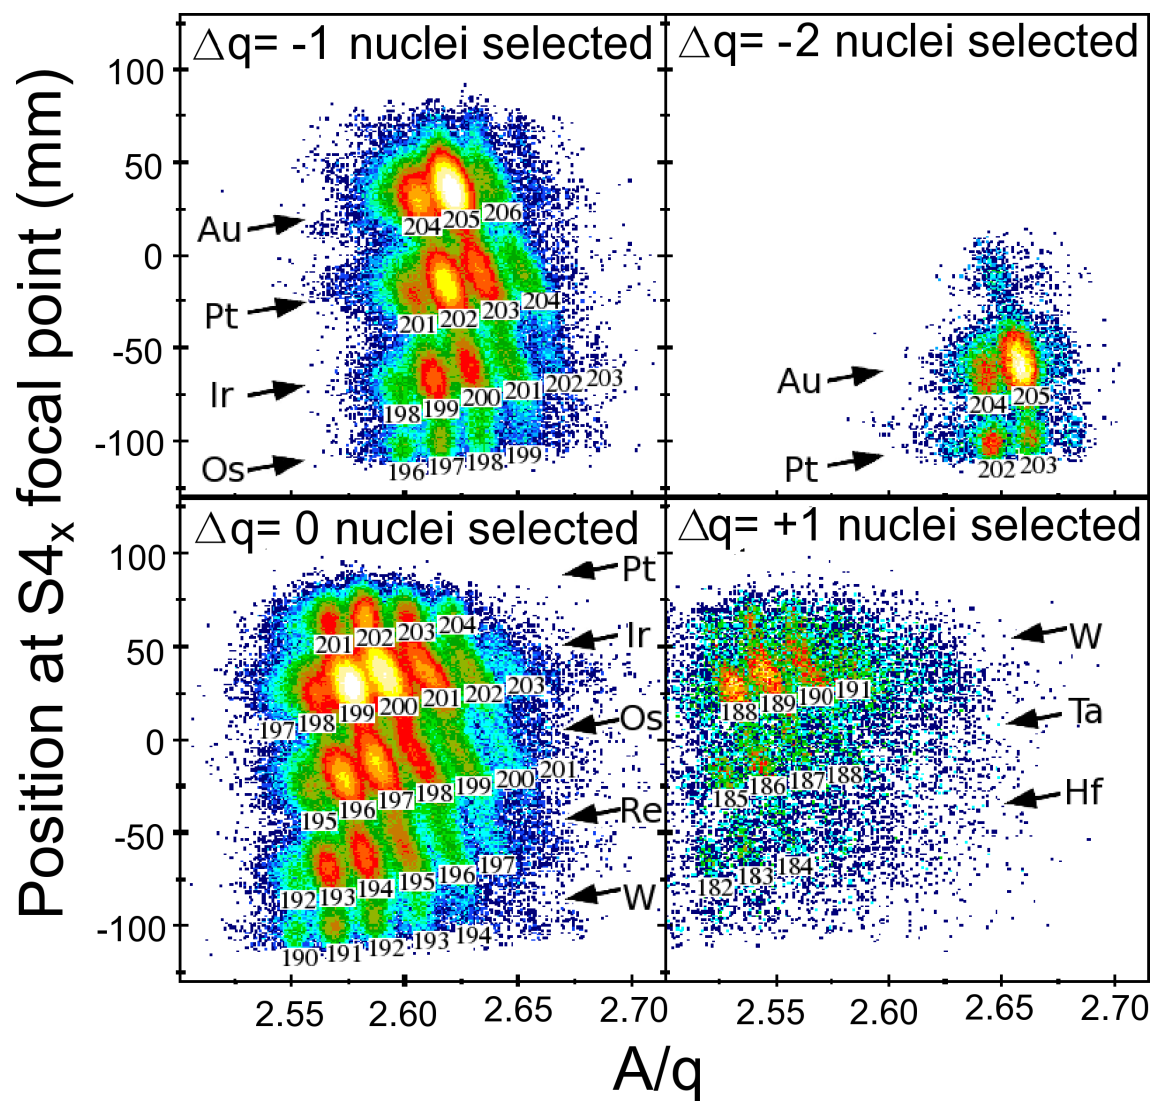 Position at S4x focal point (mm)
Δq= -1 nuclei selected
100
50
0
-50
-100
Au
Pt
Ir
Os
204 205 206
201 202 203 204
198 199 200 201 202 203
196 197 198 199
Δq= -2 nuclei selected
Au
Pt
204 205
202 203
Δq= 0 nuclei selected
100
50
0
-50
-100
Pt
Ir
Os
Re
W
201 202 203 204
197 198 199 200 201 202 203
195 196 197 198 199 200 201
192 193 194 195 196 197
190 191 192 193 194
2.55 2.60 2.65 2.70
Δq= +1 nuclei selected
W
Ta
Hf
188 189 190 191
185 186 187 188
182 183 184
2.55 2.60 2.65 2.70
A/q